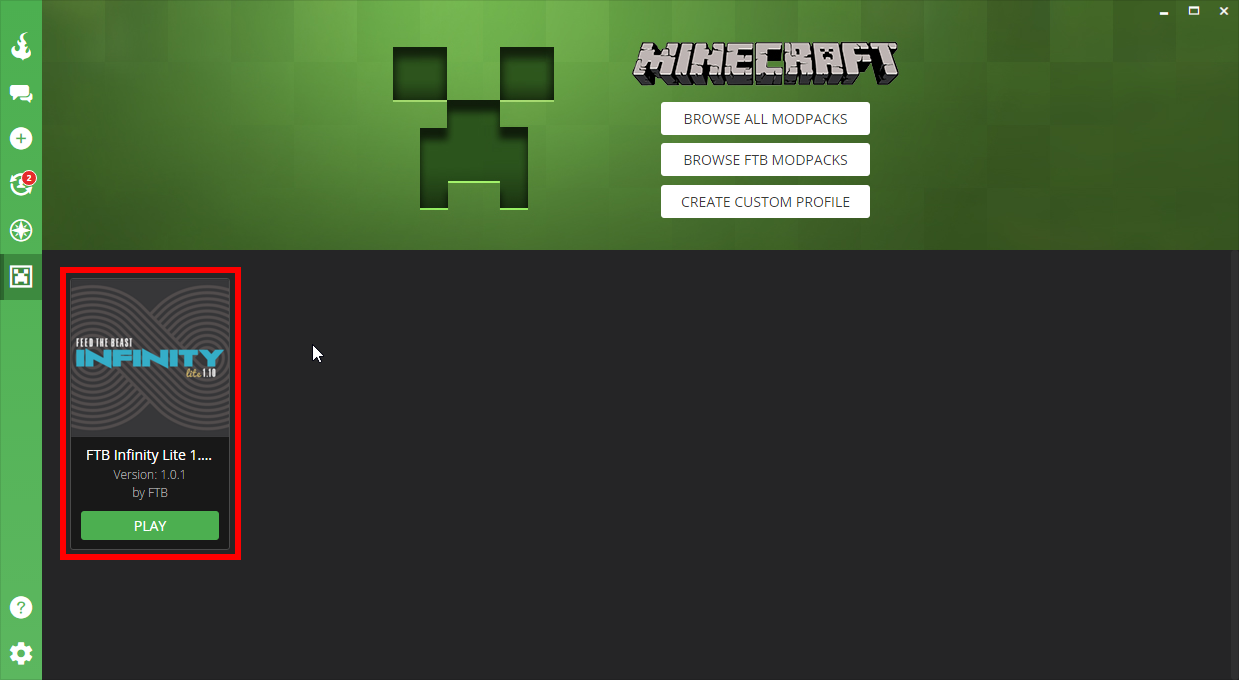 MINECRAFT
BROWSE ALL MODPACKS
BROWSE FTB MODPACKS
CREATE CUSTOM PROFILE
2
FEED THE BEAST
INFINITY
lite 1.10
FTB Infinity Lite 1....
Version: 1.0.1
by FTB
PLAY
?